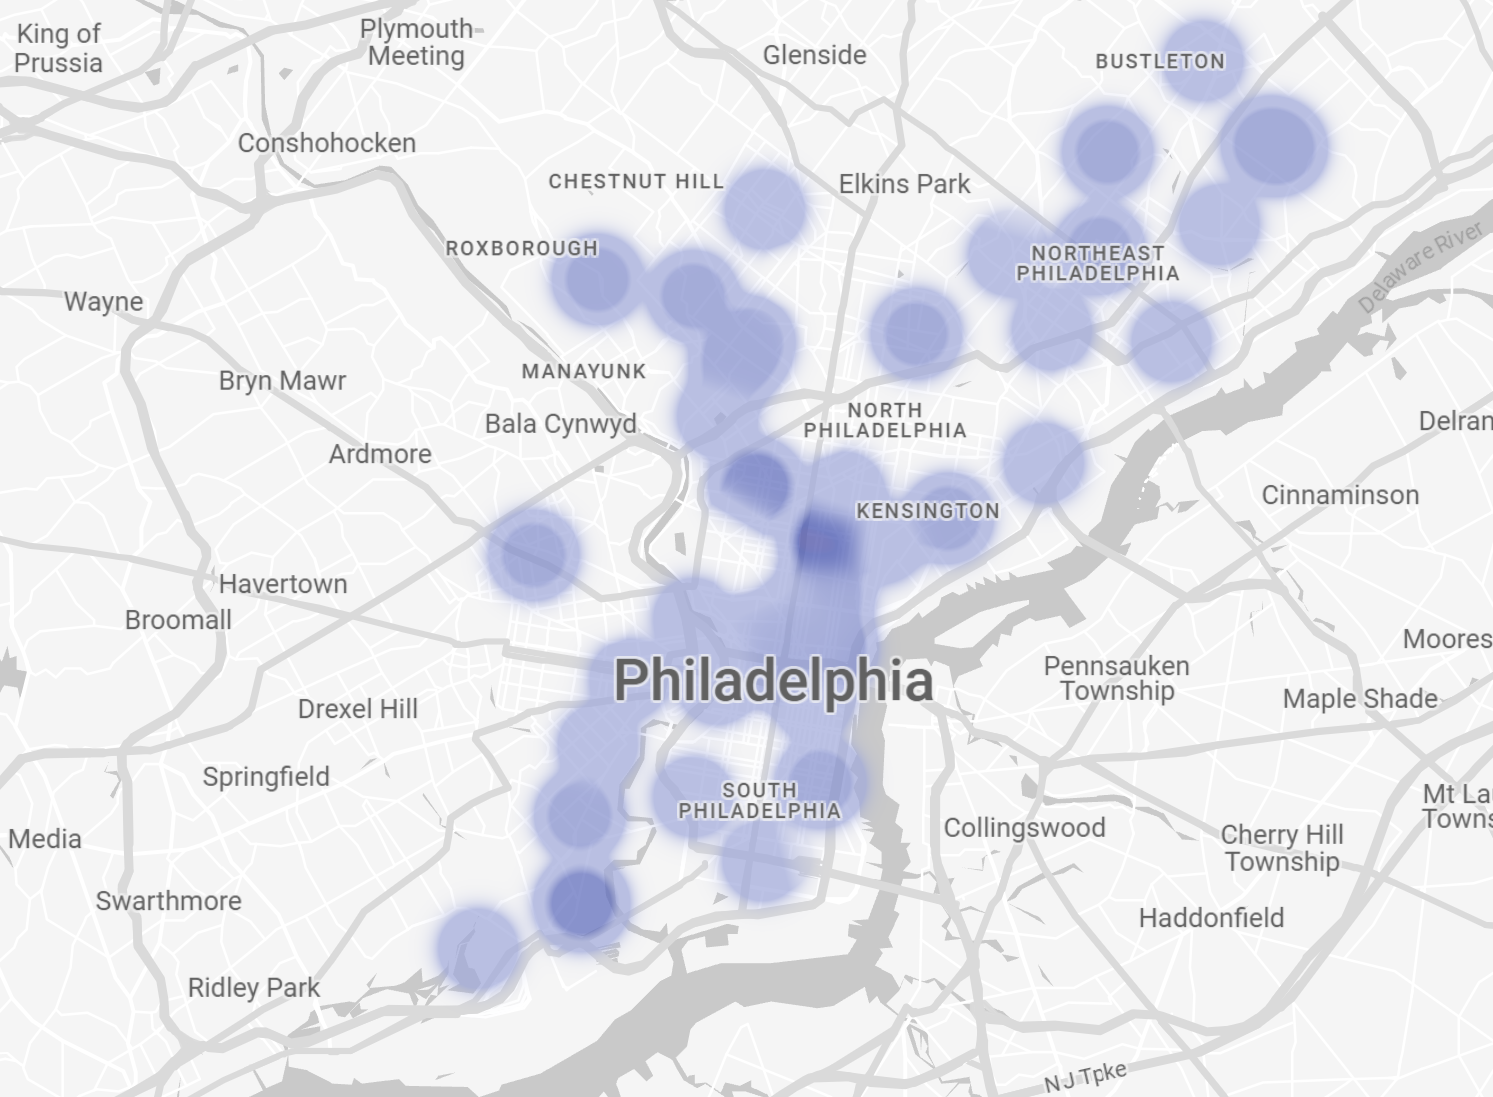 King of
Prussia
Plymouth
Meeting
Glenside
BUSTLETON
Conshohocken
CHESTNUT HILL
Elkins Park
ROXBOROUGH
NORTHEAST
PHILADELPHIA
Delaware River
Wayne
Bryn Mawr
MANAYUNK
Bala Cynwyd
NORTH
PHILADELPHIA
Delran
Ardmore
Cinnaminson
KENSINGTON
Havertown
Broomall
Moores
Philadelphia
Pennsauken
Township
Maple Shade
Drexel Hill
Springfield
SOUTH
PHILADELPHIA
Mt La
Towns
Media
Collingswood
Cherry Hill
Township
Swarthmore
Haddonfield
Ridley Park
NJ Tpke